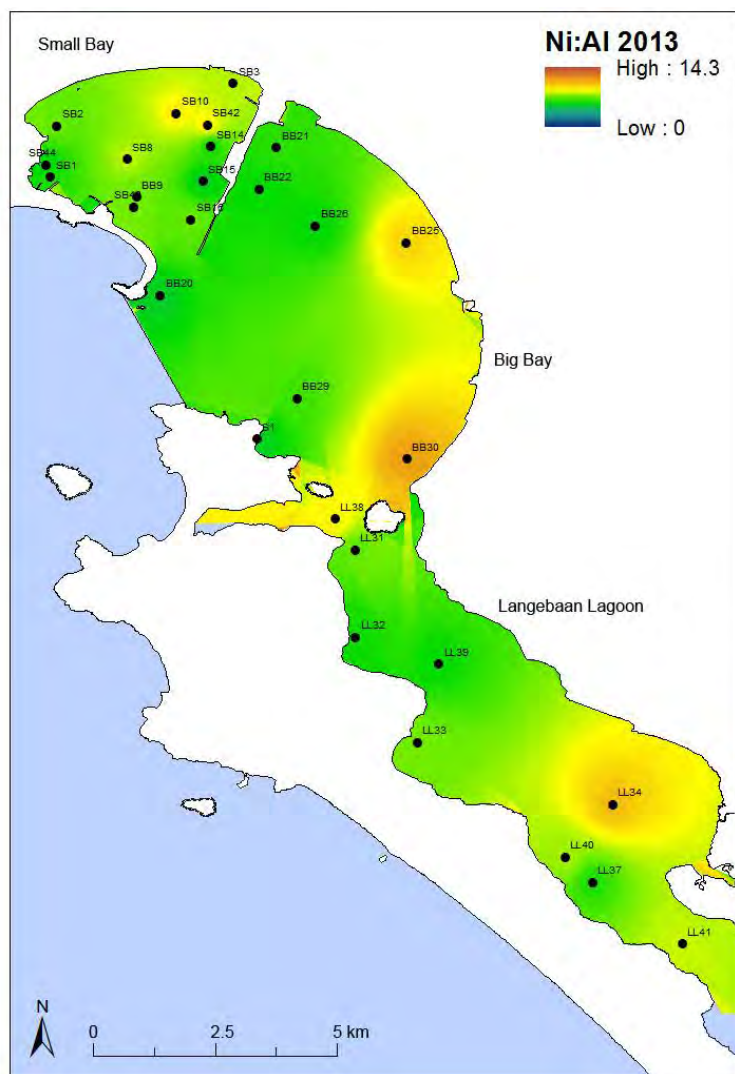 Small Bay
Ni:Al 2013
High : 14.3
Low : 0
SB3
SB10
SB2
SB42
SB14
BB21
SB8
SB44
SB1
SB15
BB22
BB9
SB16
BB26
BB25
BB20
Big Bay
BB29
S1
BB30
LL38
LL31
Langebaan Lagoon
LL32
LL39
LL33
LL34
LL40
LL37
LL41
N
0
2.5
5 km